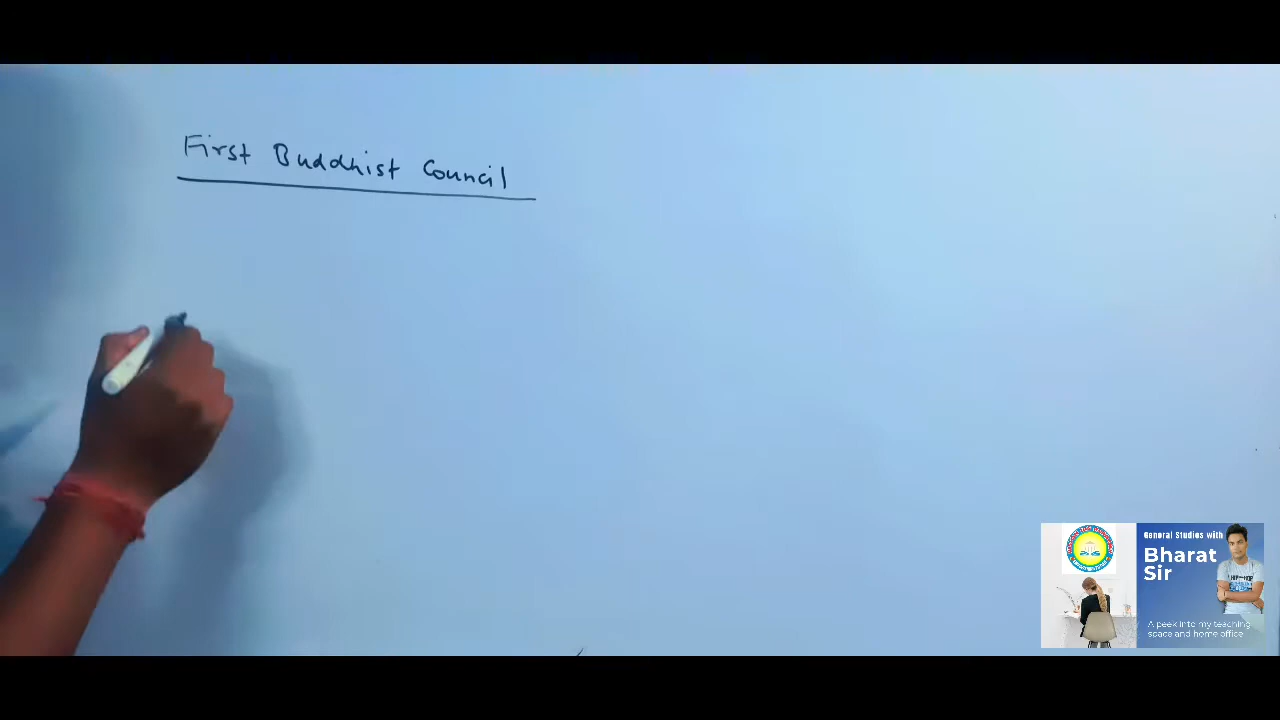 First Buddhist Council
General Studies with
Bharat
Sir
A peek into my teaching
space and home office